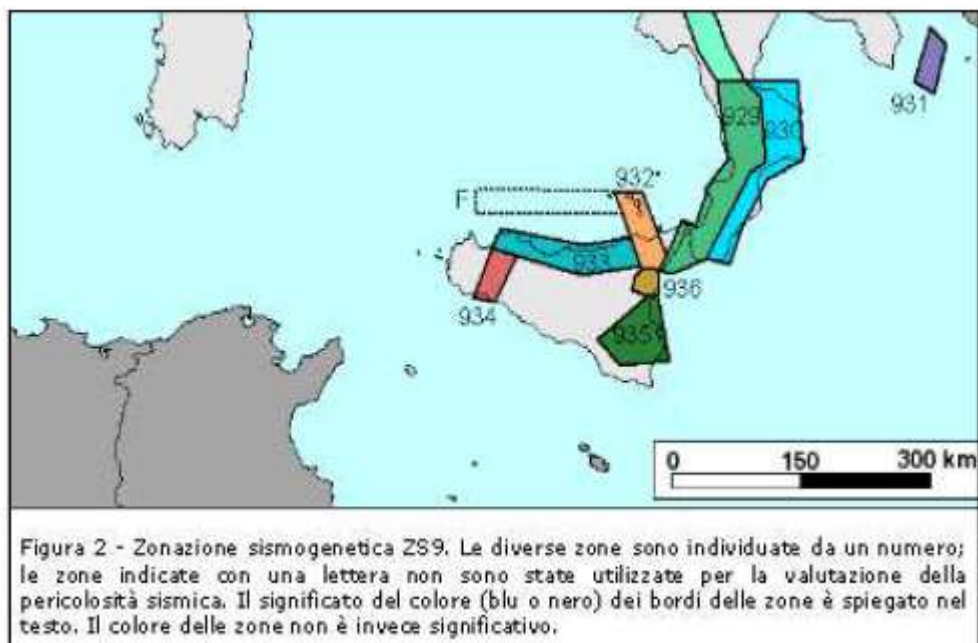 929
930
931
932
F
933
934
936
935
0 150 300 km
Figura 2 - Zonazione sismogenetica ZS9. Le diverse zone sono individuate da un numero;
le zone indicate con una lettera non sono state utilizzate per la valutazione della
pericolosità sismica. Il significato del colore (blu o nero) dei bordi delle zone è spiegato nel
testo. Il colore delle zone non è invece significativo.